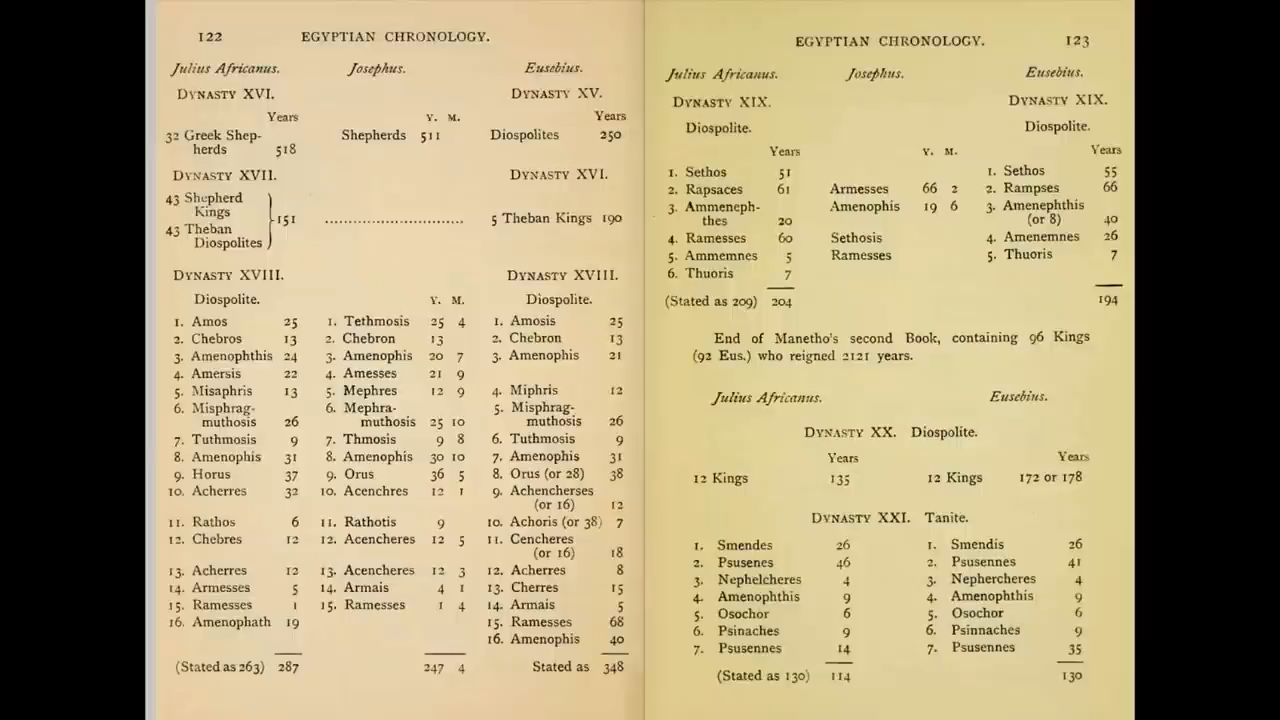 122 EGYPTIAN CHRONOLOGY.
Julius Africanus. Josephus. Eusebius.
DYNASTY XVI. DYNASTY XV.
Years Y. M. Years
32 Greek Shep- Shepherds 511 Diospolites 250
herds 518
DYNASTY XVII. DYNASTY XVI.
43 Shepherd
Kings
151 .......................... 5 Theban Kings 190
43 Theban
Diospolites
DYNASTY XVIII. DYNASTY XVIII.
Diospolite. Y. M. Diospolite.
1. Amos 25 1. Tethmosis 25 4 1. Amosis 25
2. Chebros 13 2. Chebron 13 2. Chebron 13
3. Amenophthis 24 3. Amenophis 20 7 3. Amenophis 21
4. Amersis 22 4. Amesses 21 9
5. Misaphris 13 5. Mephres 12 9 4. Miphris 12
6. Misphrag- 6. Mephra- 5. Misphrag-
muthosis 26 muthosis 25 10 muthosis 26
7. Tuthmosis 9 7. Thmosis 9 8 6. Tuthmosis 9
8. Amenophis 31 8. Amenophis 30 10 7. Amenophis 31
9. Horus 37 9. Orus 36 5 8. Orus (or 28) 38
10. Acherres 32 10. Acenchres 12 1 9. Achencherses
(or 16) 12
11. Rathos 6 11. Rathotis 9 10. Achoris (or 38) 7
12. Chebres 12 12. Acencheres 12 5 11. Cencheres
(or 16) 18
13. Acherres 12 13. Acencheres 12 3 12. Acherres 8
14. Armesses 5 14. Armais 4 1 13. Cherres 15
15. Ramesses 1 15. Ramesses 1 4 14. Armais 5
16. Amenophath 19 15. Ramesses 68
16. Amenophis 40
(Stated as 263) 287 247 4 Stated as 348
EGYPTIAN CHRONOLOGY. 123
Julius Africanus. Josephus. Eusebius.
DYNASTY XIX. DYNASTY XIX.
Diospolite. Diospolite.
Years Y. M. Years
1. Sethos 51 1. Sethos 55
2. Rapsaces 61 Armesses 66 2 2. Rampses 66
3. Ammeneph- Amenophis 19 6 3. Amenephthis
thes 20 (or 8) 40
4. Ramesses 60 Sethosis 4. Amenemnes 26
5. Ammemnes 5 Ramesses 5. Thuoris 7
6. Thuoris 7
(Stated as 209) 204 194
End of Manetho's second Book, containing 96 Kings
(92 Eus.) who reigned 2121 years.
Julius Africanus. Eusebius.
DYNASTY XX. Diospolite.
Years Years
12 Kings 135 12 Kings 172 or 178
DYNASTY XXI. Tanite.
1. Smendes 26 1. Smendis 26
2. Psusenes 46 2. Psusennes 41
3. Nephelcheres 4 3. Nephercheres 4
4. Amenophthis 9 4. Amenophthis 9
5. Osochor 6 5. Osochor 6
6. Psinaches 9 6. Psinnaches 9
7. Psusennes 14 7. Psusennes 35
(Stated as 130) 114 130